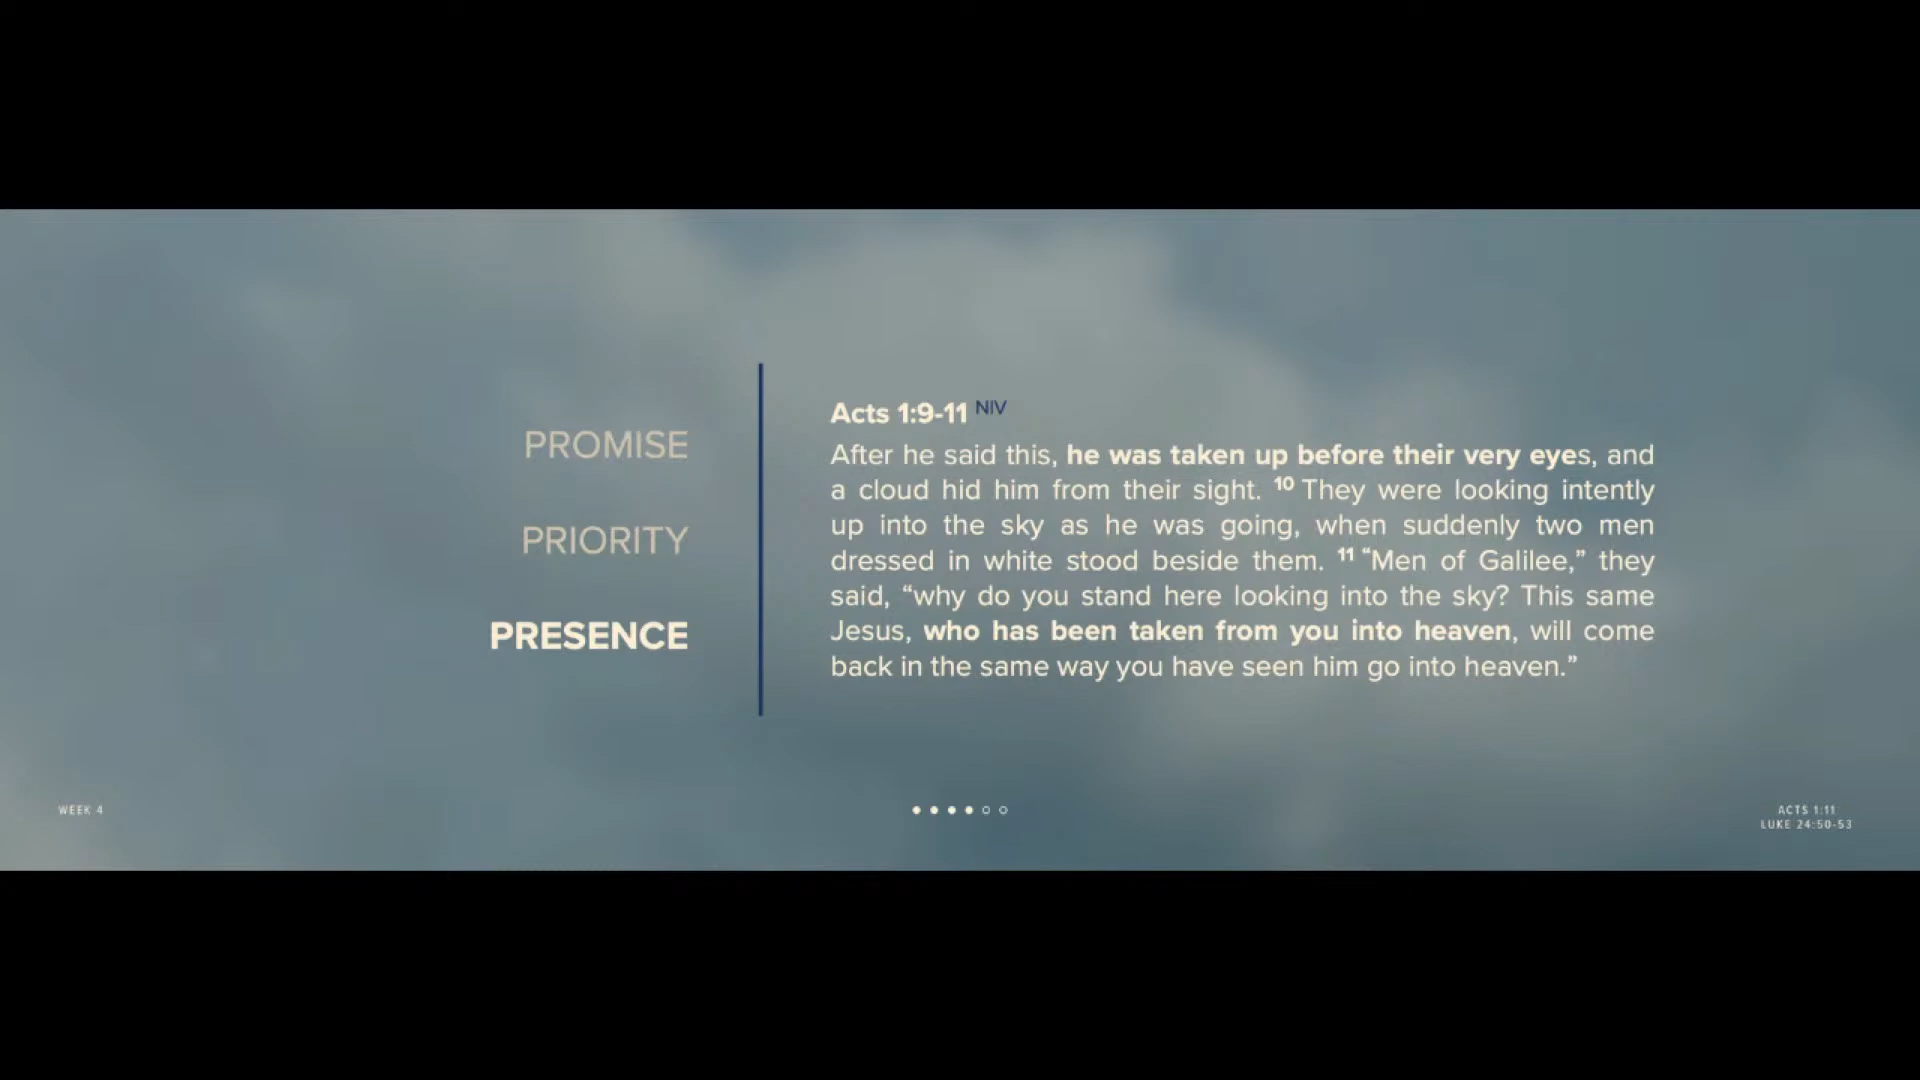 PROMISE
PRIORITY
PRESENCE
Acts 1:9-11 NIV
After he said this, he was taken up before their very eyes, and
a cloud hid him from their sight. 10 They were looking intently
up into the sky as he was going, when suddenly two men
dressed in white stood beside them. 11 “Men of Galilee,” they
said, “why do you stand here looking into the sky? This same
Jesus, who has been taken from you into heaven, will come
back in the same way you have seen him go into heaven.”
WEEK 4
ACTS 1:11
LUKE 24:50-53